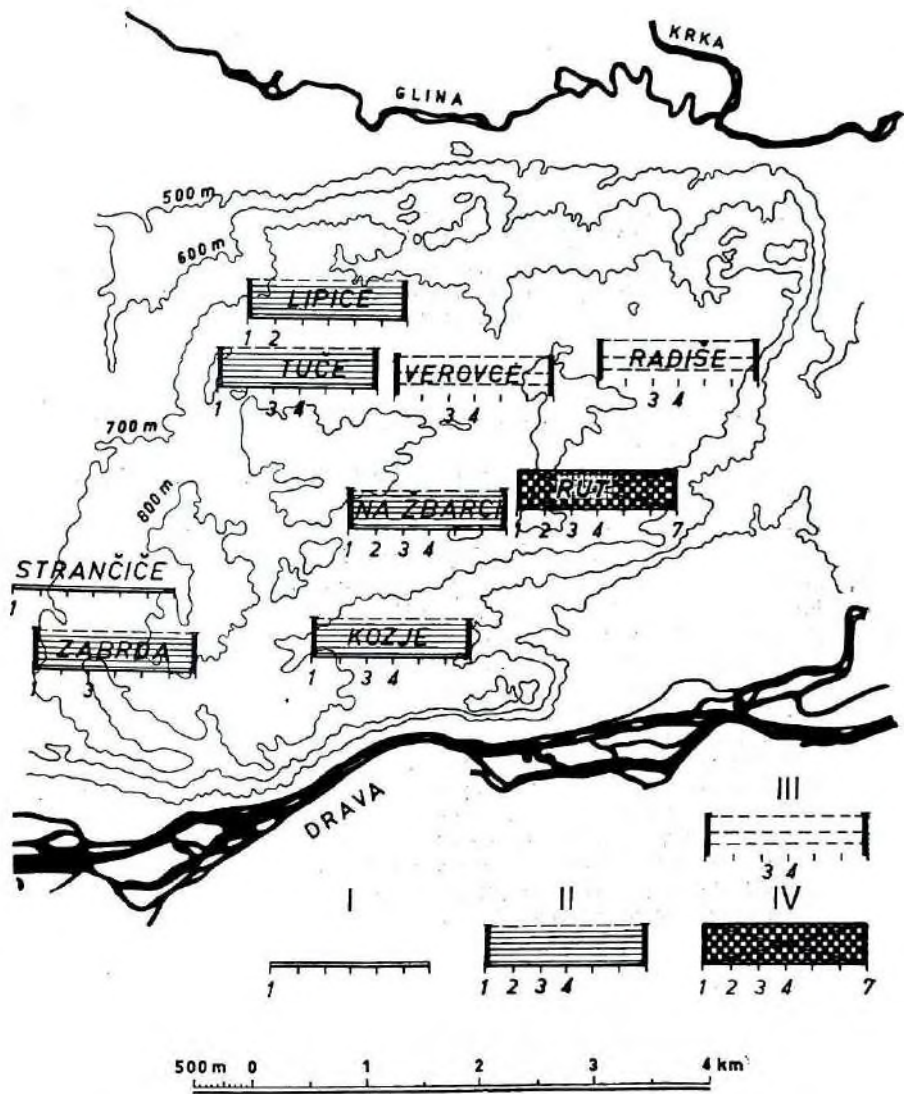 KRKA
GLINA
500 m
600 m
LIPICE
1 2
TUČE
1 3 4
VEROVCE
3 4
RADIŠE
3 4
700 m
800 m
NA ŽBARCI
1 2 3 4
RUT
1 2 3 4 7
STRANČIČE
1
ZABRDA
1 3
KOZJE
1 3 4
DRAVA
III
3 4
I
1
II
1 2 3 4
IV
1 2 3 4 7
500 m 0 1 2 3 4 km